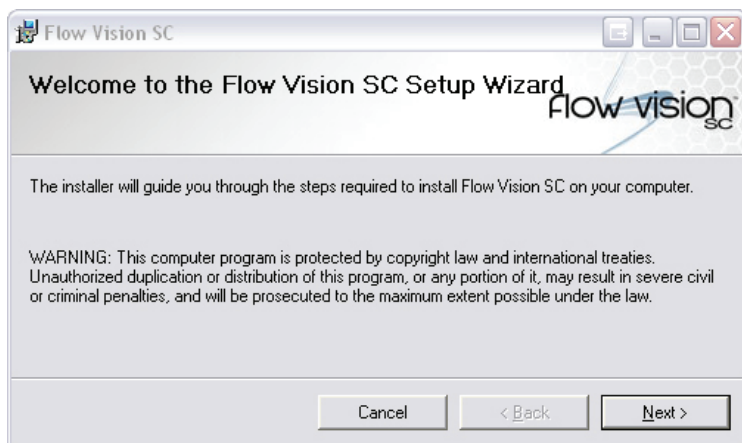 Flow Vision SC
Welcome to the Flow Vision SC Setup Wizard
flow vision
SC
The installer will guide you through the steps required to install Flow Vision SC on your computer.
WARNING: This computer program is protected by copyright law and international treaties.
Unauthorized duplication or distribution of this program, or any portion of it, may result in severe civil
or criminal penalties, and will be prosecuted to the maximum extent possible under the law.
Cancel
< Back
Next >